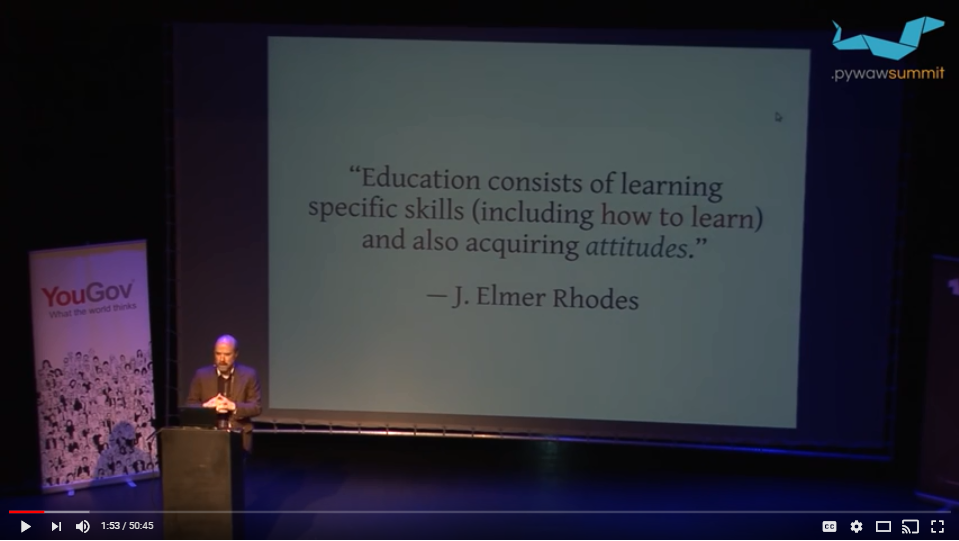 .pywawsummit
“Education consists of learning
specific skills (including how to learn)
and also acquiring attitudes.”
— J. Elmer Rhodes
YouGov
What the world thinks
1:53 / 50:45
CC